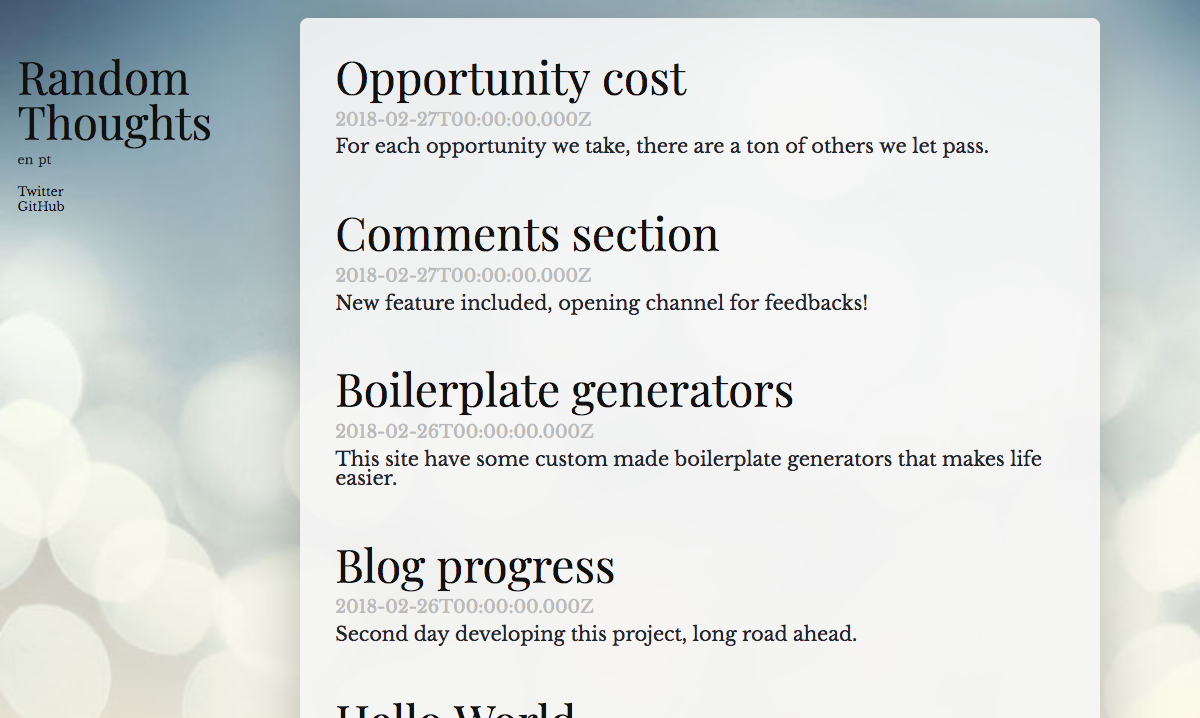 Random
Thoughts
en pt
Twitter
GitHub
Opportunity cost
2018-02-27T00:00:00.000Z
For each opportunity we take, there are a ton of others we let pass.
Comments section
2018-02-27T00:00:00.000Z
New feature included, opening channel for feedbacks!
Boilerplate generators
2018-02-26T00:00:00.000Z
This site have some custom made boilerplate generators that makes life
easier.
Blog progress
2018-02-26T00:00:00.000Z
Second day developing this project, long road ahead.
Hello World